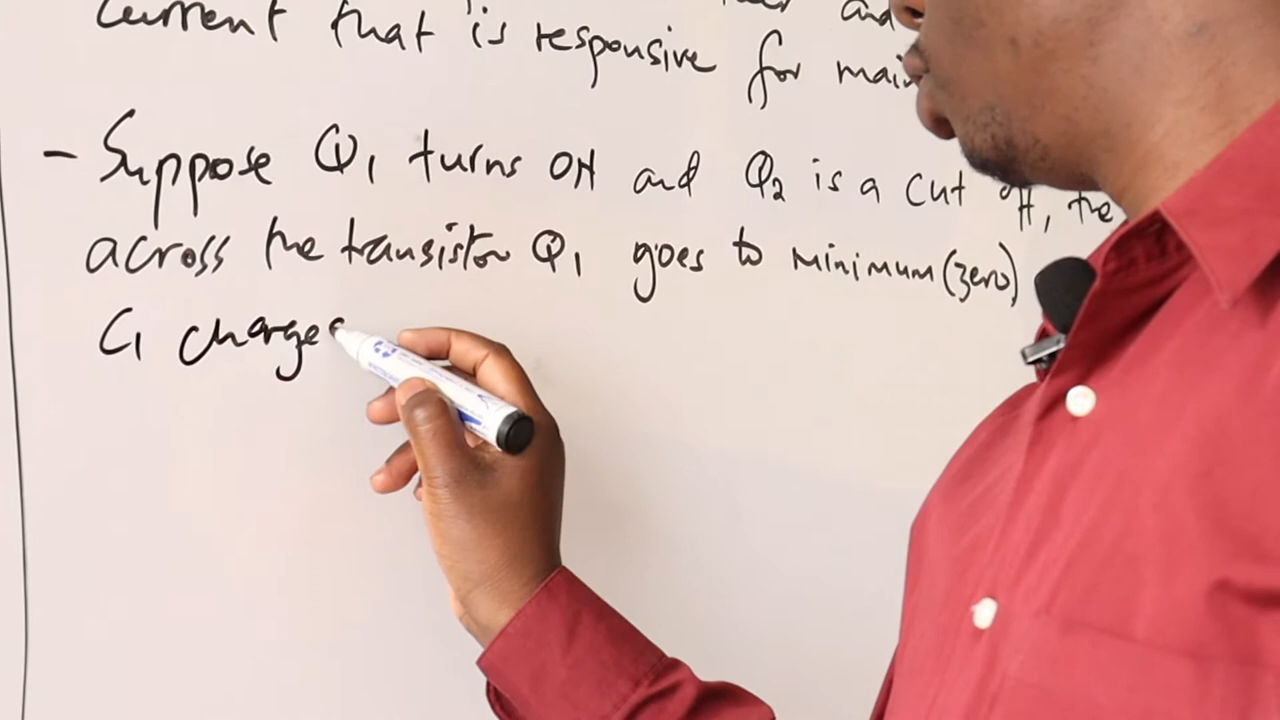 current that is responsive for main
- Suppose Q1 turns ON and Q2 is a cut off, the
across the transistor Q1 goes to minimum (zero)
C1 charges